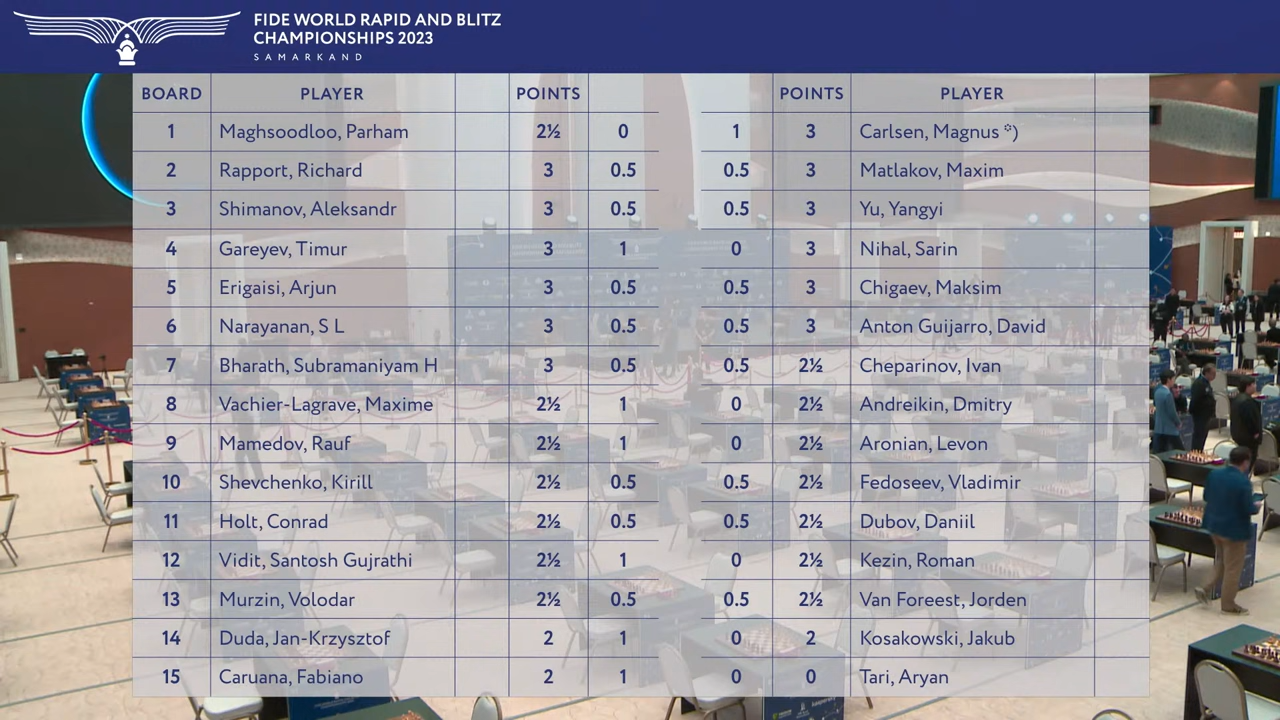 FIDE WORLD RAPID AND BLITZ
CHAMPIONSHIPS 2023
SAMARKAND
BOARD PLAYER POINTS POINTS PLAYER
1 Maghsoodloo, Parham 2½ 0 1 3 Carlsen, Magnus *)
2 Rapport, Richard 3 0.5 0.5 3 Matlakov, Maxim
3 Shimanov, Aleksandr 3 0.5 0.5 3 Yu, Yangyi
4 Gareyev, Timur 3 1 0 3 Nihal, Sarin
5 Erigaisi, Arjun 3 0.5 0.5 3 Chigaev, Maksim
6 Narayanan, S L 3 0.5 0.5 3 Anton Guijarro, David
7 Bharath, Subramaniyam H 3 0.5 0.5 2½ Cheparinov, Ivan
8 Vachier-Lagrave, Maxime 2½ 1 0 2½ Andreikin, Dmitry
9 Mamedov, Rauf 2½ 1 0 2½ Aronian, Levon
10 Shevchenko, Kirill 2½ 0.5 0.5 2½ Fedoseev, Vladimir
11 Holt, Conrad 2½ 0.5 0.5 2½ Dubov, Daniil
12 Vidit, Santosh Gujrathi 2½ 1 0 2½ Kezin, Roman
13 Murzin, Volodar 2½ 0.5 0.5 2½ Van Foreest, Jorden
14 Duda, Jan-Krzysztof 2 1 0 2 Kosakowski, Jakub
15 Caruana, Fabiano 2 1 0 0 Tari, Aryan